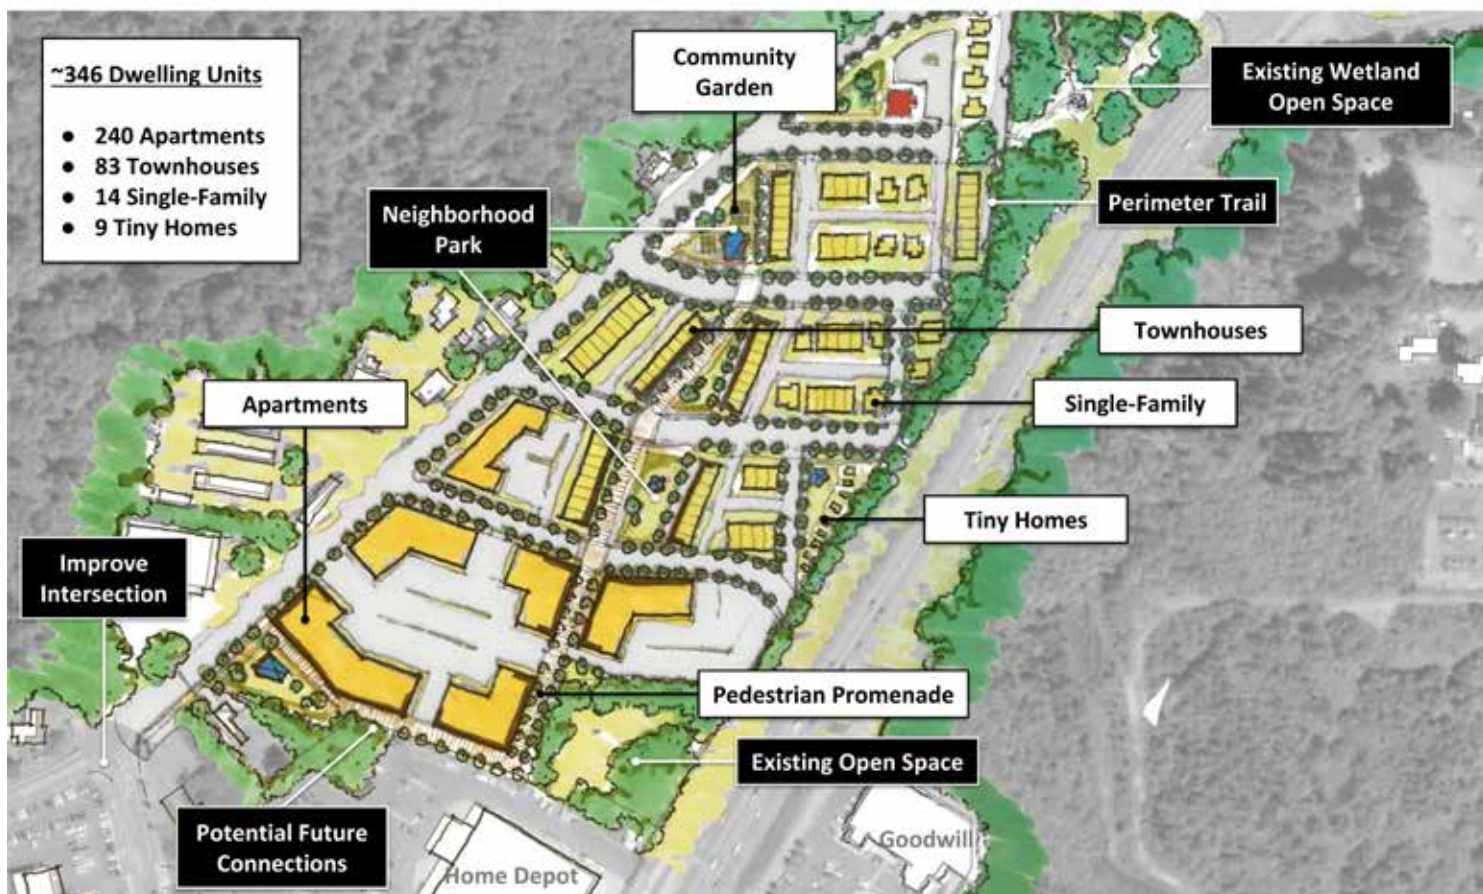 ~346 Dwelling Units
● 240 Apartments
● 83 Townhouses
● 14 Single-Family
● 9 Tiny Homes
Community
Garden
Existing Wetland
Open Space
Neighborhood
Park
Perimeter Trail
Townhouses
Apartments
Single-Family
Tiny Homes
Improve
Intersection
Pedestrian Promenade
Existing Open Space
Potential Future
Connections
Home Depot
Goodwill